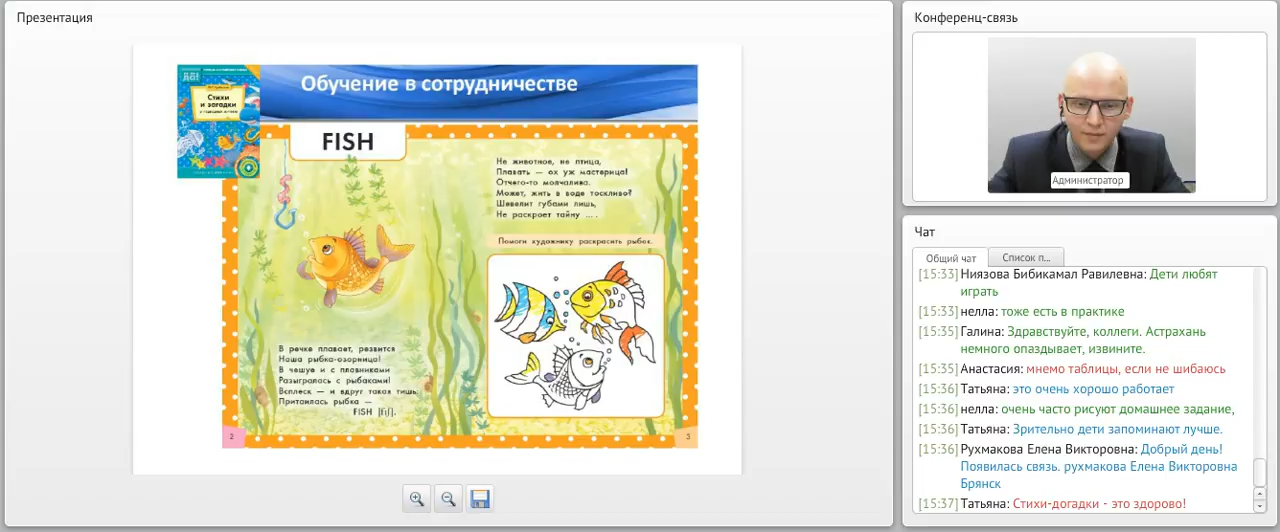 Презентация
Обучение в сотрудничестве
Стихи
и загадки
FISH
Не животное, не птица,
Плавать — ох уж мастерица!
Отчего-то молчалива.
Может, жить в воде тоскливо?
Шевелит губами лишь,
Не раскроет тайну ... .
Помоги художнику раскрасить рыбок.
В речке плавает, резвится
Наша рыбка-озорница!
В чешуе и с плавниками
Разыгралась с рыбаками!
Всплеск — и вдруг такая тишь:
Притаилась рыбка —
FISH [fɪʃ].
2
3
Конференц-связь
Администратор
Чат
Общий чат
Список п...
[15:33] Ниязова Бибикамал Равилевна: Дети любят
играть
[15:33] нелла: тоже есть в практике
[15:35] Галина: Здравствуйте, коллеги. Астрахань
немного опаздывает, извините.
[15:35] Анастасия: мнемо таблицы, если не шибаюсь
[15:36] Татьяна: это очень хорошо работает
[15:36] нелла: очень часто рисуют домашнее задание,
[15:36] Татьяна: Зрительно дети запоминают лучше.
[15:36] Рухмакова Елена Викторовна: Добрый день!
Появилась связь. рухмакова Елена Викторовна
Брянск
[15:37] Татьяна: Стихи-догадки - это здорово!